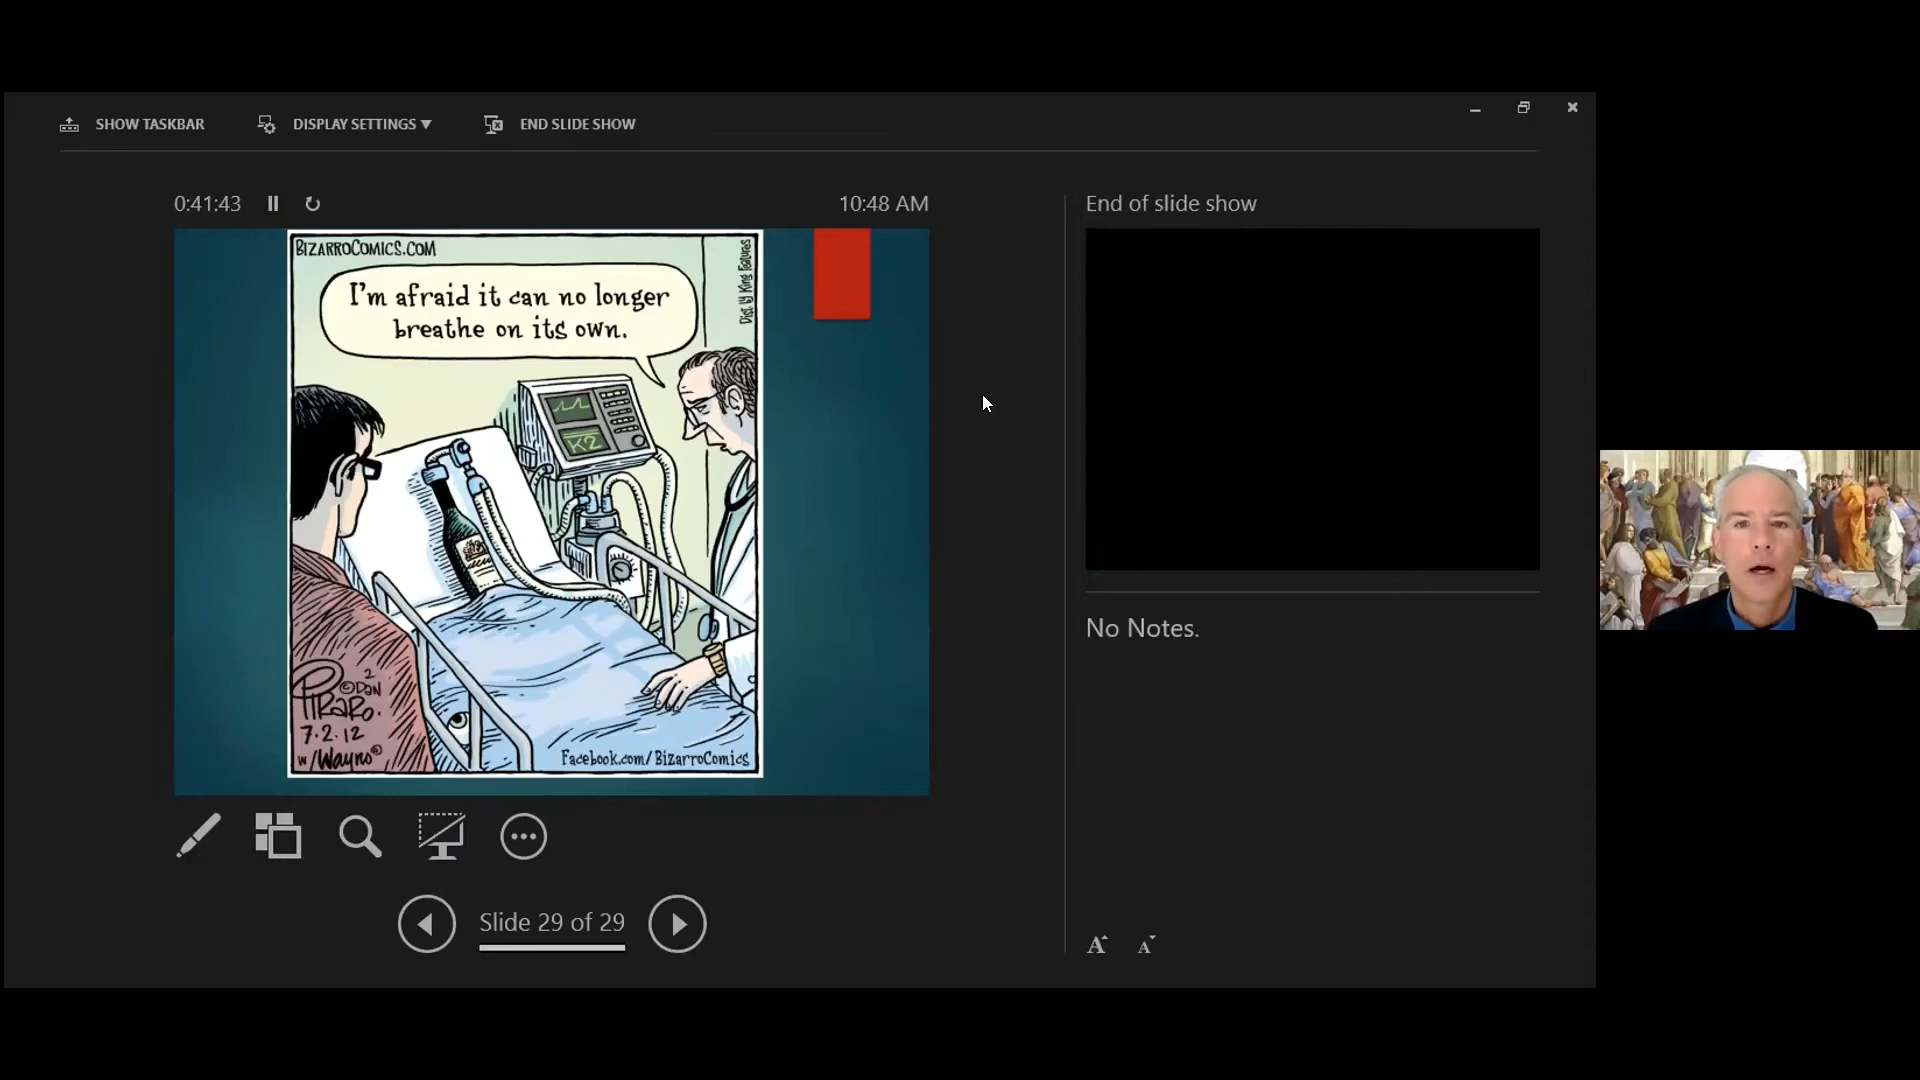 SHOW TASKBAR
DISPLAY SETTINGS ▼
END SLIDE SHOW
0:41:43
10:48 AM
End of slide show
BIZARROCOMICS.COM
Dist. by King Features
I'm afraid it can no longer
breathe on its own.
K2
2
©Dan
PIRARO.
7.2.12
w/Wayno®
Facebook.com/BizarroComics
No Notes.
Slide 29 of 29
A A